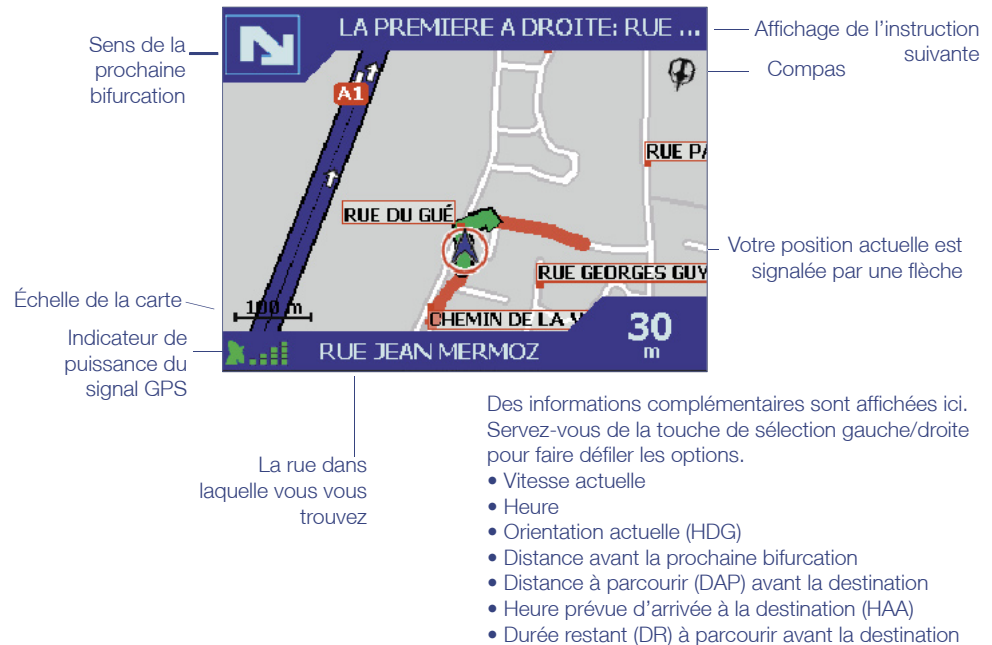 LA PREMIERE A DROITE: RUE ...
Sens de la
prochaine
bifurcation
Affichage de l'instruction
suivante
Compas
A1
RUE PA
RUE DU GUÉ
Votre position actuelle est
signalée par une flèche
RUE GEORGES GUY
Échelle de la carte
100 m
CHEMIN DE LA V
30
m
Indicateur de
puissance du
signal GPS
RUE JEAN MERMOZ
La rue dans
laquelle vous vous
trouvez
Des informations complémentaires sont affichées ici.
Servez-vous de la touche de sélection gauche/droite
pour faire défiler les options.
• Vitesse actuelle
• Heure
• Orientation actuelle (HDG)
• Distance avant la prochaine bifurcation
• Distance à parcourir (DAP) avant la destination
• Heure prévue d'arrivée à la destination (HAA)
• Durée restant (DR) à parcourir avant la destination